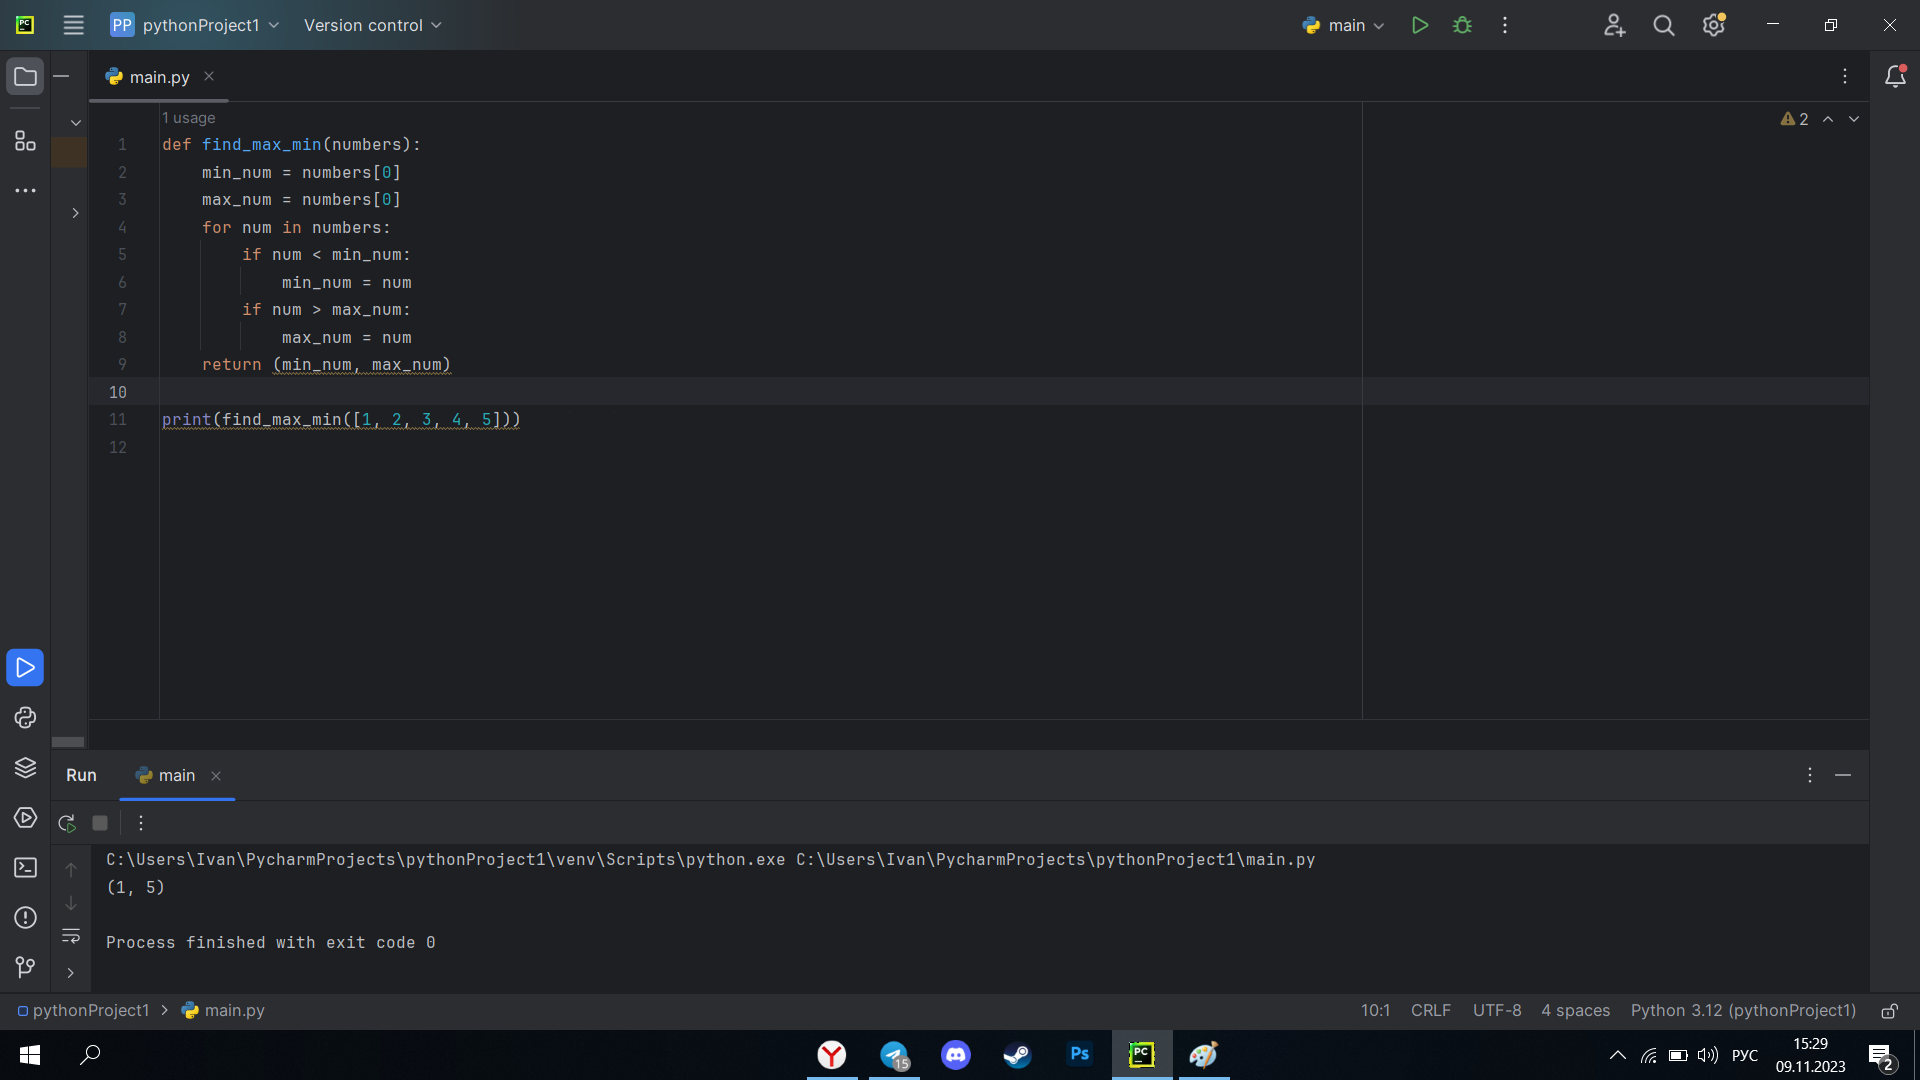 PC PP pythonProject1 Version control main
main.py
1 usage 2
1 def find_max_min(numbers):
2 min_num = numbers[0]
3 max_num = numbers[0]
4 for num in numbers:
5 if num < min_num:
6 min_num = num
7 if num > max_num:
8 max_num = num
9 return (min_num, max_num)
10
11 print(find_max_min([1, 2, 3, 4, 5]))
12
Run main
C:\Users\Ivan\PycharmProjects\pythonProject1\venv\Scripts\python.exe C:\Users\Ivan\PycharmProjects\pythonProject1\main.py
(1, 5)
Process finished with exit code 0
pythonProject1 main.py 10:1 CRLF UTF-8 4 spaces Python 3.12 (pythonProject1)
15 Ps PC РУС 15:29
09.11.2023 2